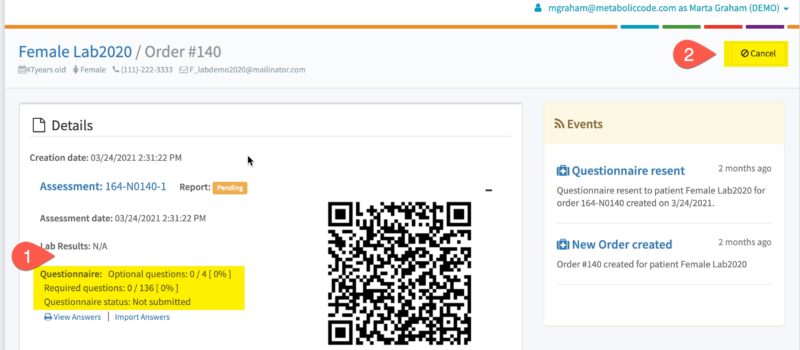 mgraham@metaboliccode.com as Marta Graham (DEMO)
Female Lab2020 / Order #140
47years old Female (111)-222-3333 F_labdemo2020@mailinator.com
2
Cancel
Details
Creation date: 03/24/2021 2:31:22 PM
Assessment: 164-N0140-1 Report: Pending
Assessment date: 03/24/2021 2:31:22 PM
Lab Results: N/A
1
Questionnaire: Optional questions: 0 / 4 [ 0% ]
Required questions: 0 / 136 [ 0% ]
Questionnaire status: Not submitted
View Answers | Import Answers
Events
Questionnaire resent 2 months ago
Questionnaire resent to patient Female Lab2020 for
order 164-N0140 created on 3/24/2021.
New Order created 2 months ago
Order #140 created for patient Female Lab2020